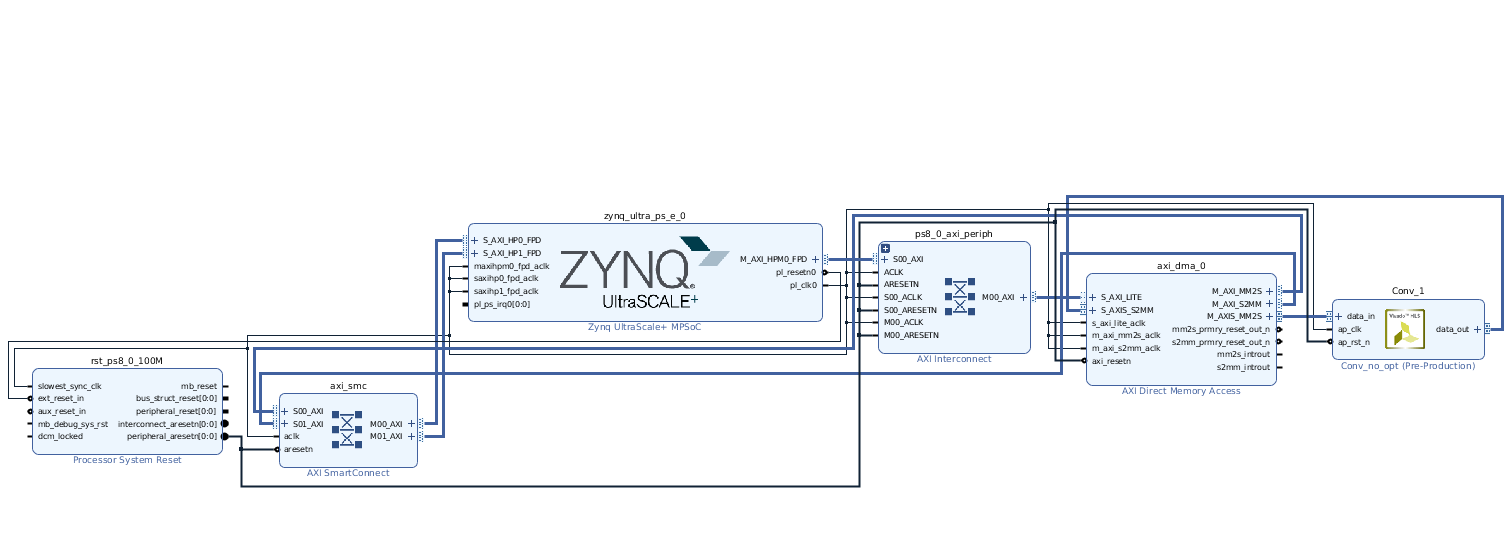 zynq_ultra_ps_e_0
S_AXI_HP0_FPD
S_AXI_HP1_FPD
maxihpm0_fpd_aclk
saxihp0_fpd_aclk
saxihp1_fpd_aclk
pl_ps_irq0[0:0]
ZYNQ
UltraSCALE+
M_AXI_HPM0_FPD
pl_resetn0
pl_clk0
Zynq UltraScale+ MPSoC
ps8_0_axi_periph
S00_AXI
ACLK
ARESETN
S00_ACLK
S00_ARESETN
M00_ACLK
M00_ARESETN
M00_AXI
AXI Interconnect
axi_dma_0
S_AXI_LITE
S_AXIS_S2MM
s_axi_lite_aclk
m_axi_mm2s_aclk
m_axi_s2mm_aclk
axi_resetn
M_AXI_MM2S
M_AXI_S2MM
M_AXIS_MM2S
mm2s_prmry_reset_out_n
s2mm_prmry_reset_out_n
mm2s_introut
s2mm_introut
AXI Direct Memory Access
Conv_1
data_in
ap_clk
ap_rst_n
Vivado™ HLS
data_out
Conv_no_opt (Pre-Production)
rst_ps8_0_100M
slowest_sync_clk
ext_reset_in
aux_reset_in
mb_debug_sys_rst
dcm_locked
mb_reset
bus_struct_reset[0:0]
peripheral_reset[0:0]
interconnect_aresetn[0:0]
peripheral_aresetn[0:0]
Processor System Reset
axi_smc
S00_AXI
S01_AXI
aclk
aresetn
M00_AXI
M01_AXI
AXI SmartConnect